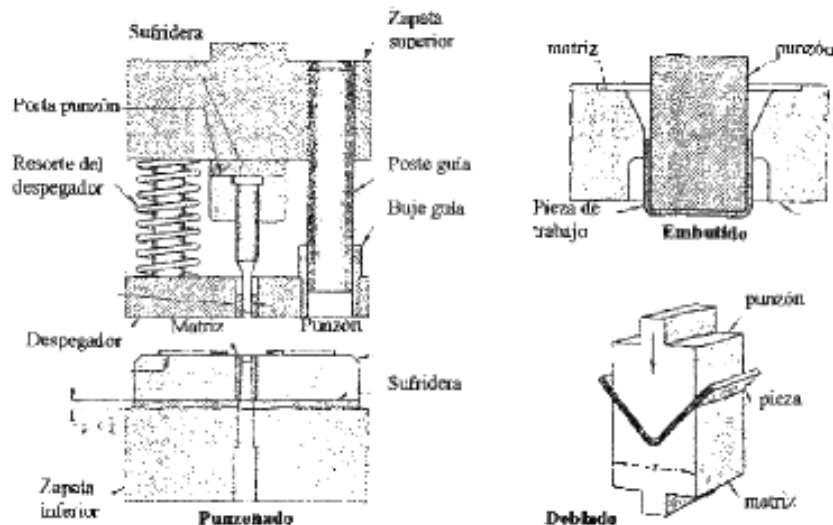 Sufridera
Zapata
superior
Porta punzón
Resorte del
despegador
Poste guía
Buje guía
Matriz
Punzón
Despegador
Sufridera
Zapata
inferior
Punzonado
matriz
punzón
Pieza de
trabajo
Embutido
punzón
pieza
matriz
Doblado